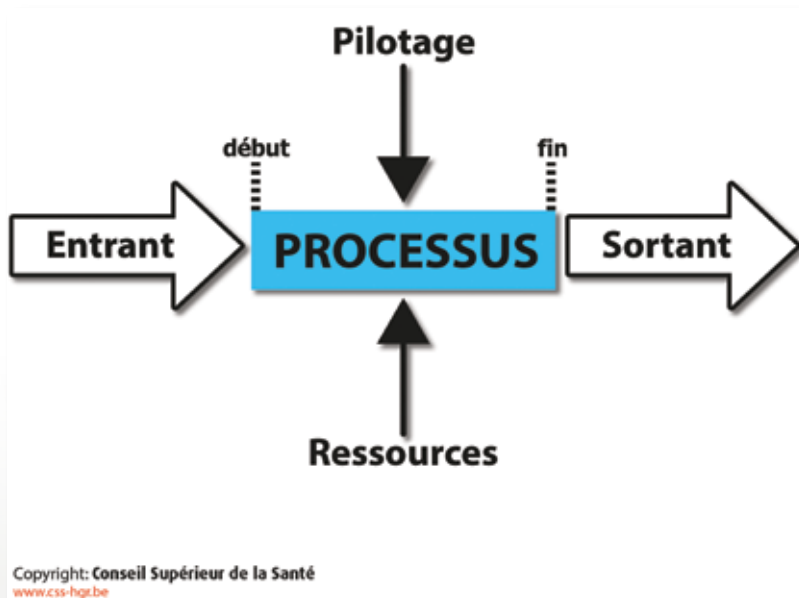 Pilotage
début
fin
Entrant
PROCESSUS
Sortant
Ressources
Copyright: Conseil Supérieur de la Santé
www.css-hgr.be